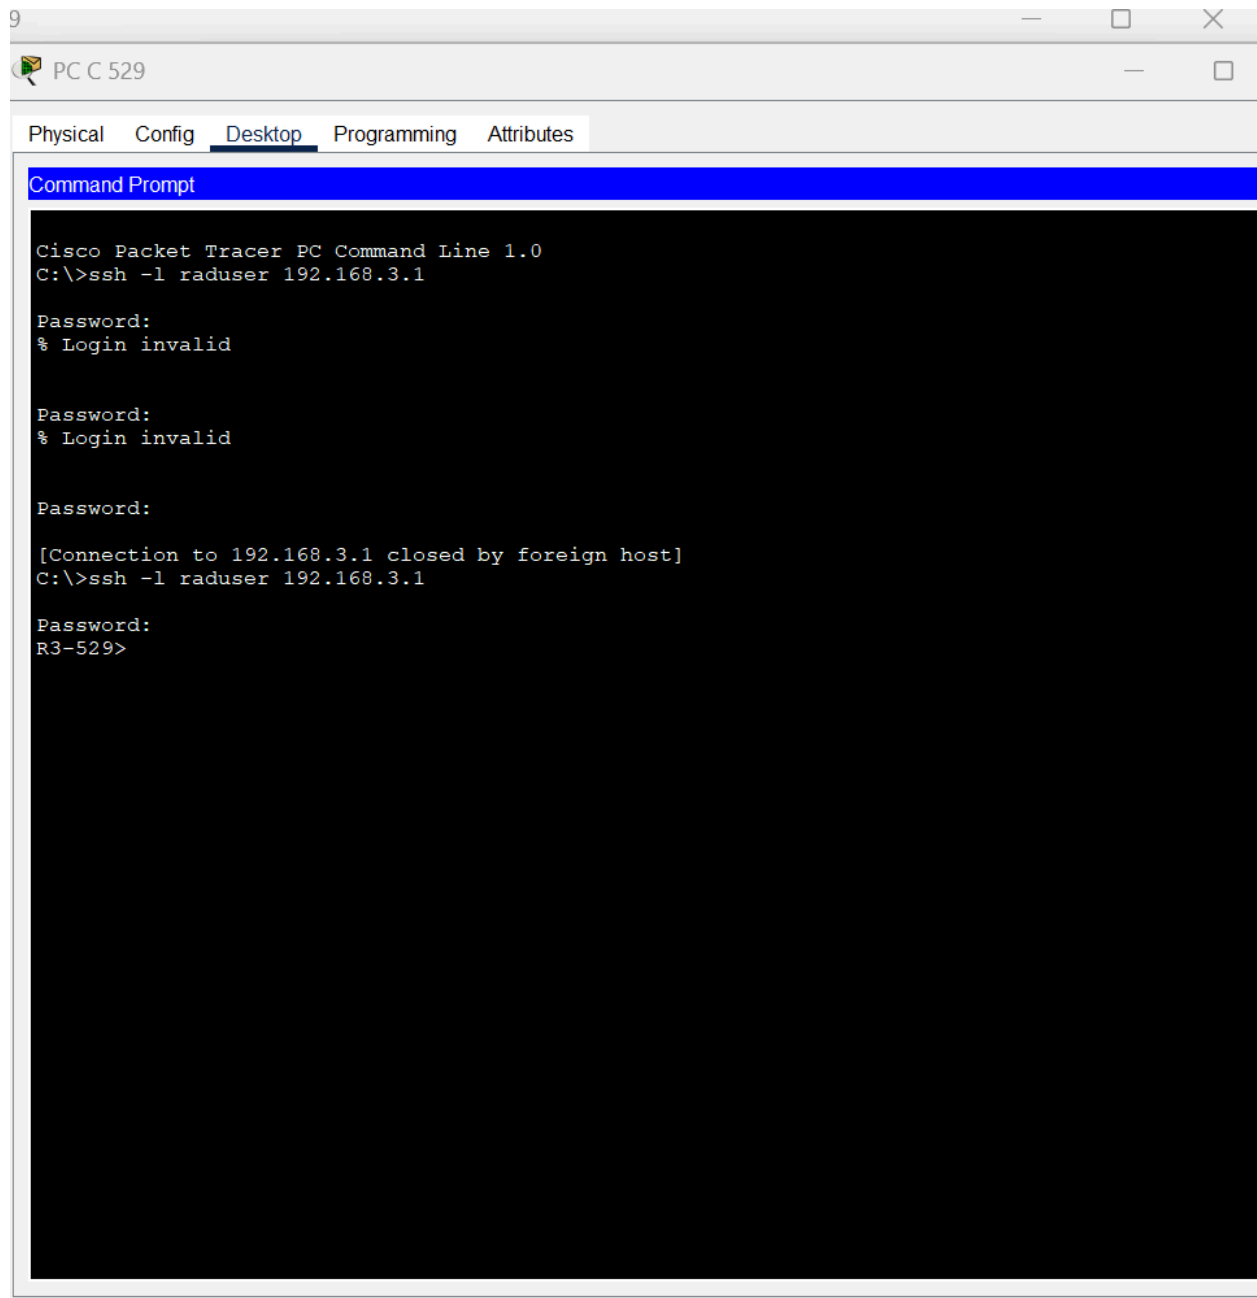 9
PC C 529
Physical Config Desktop Programming Attributes
Command Prompt
Cisco Packet Tracer PC Command Line 1.0
C:\>ssh -l raduser 192.168.3.1
Password:
% Login invalid
Password:
% Login invalid
Password:
[Connection to 192.168.3.1 closed by foreign host]
C:\>ssh -l raduser 192.168.3.1
Password:
R3-529>